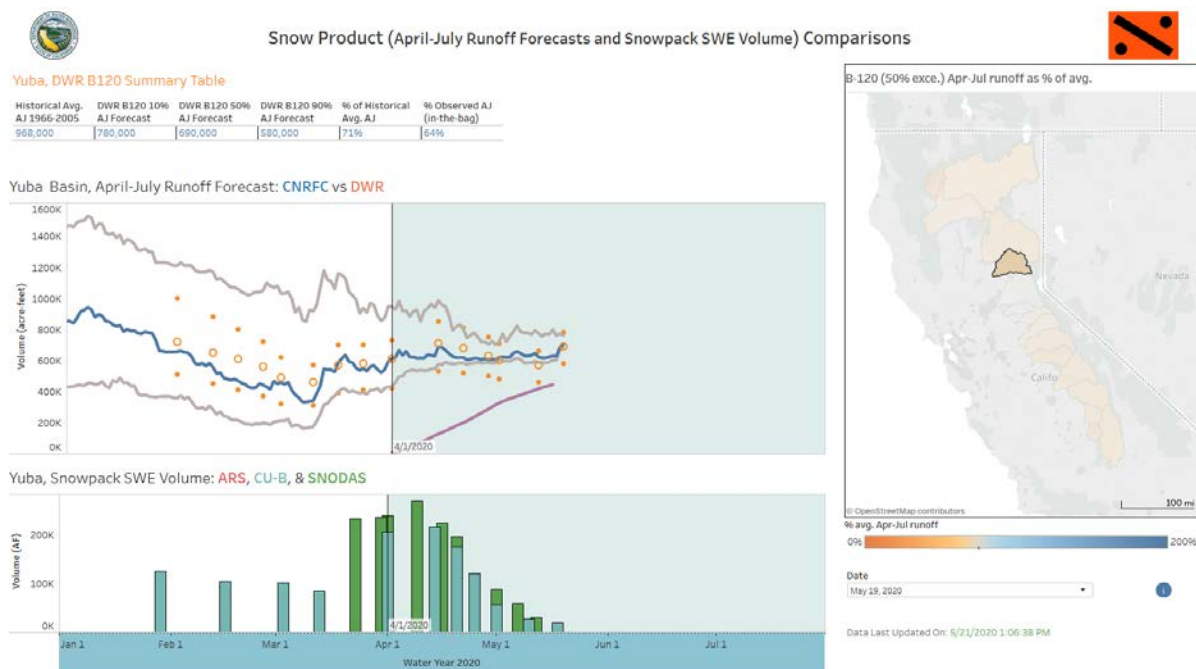 Snow Product (April-July Runoff Forecasts and Snowpack SWE Volume) Comparisons
Yuba, DWR B120 Summary Table
Historical Avg. AJ 1966-2005
DWR B120 10% AJ Forecast
DWR B120 50% AJ Forecast
DWR B120 90% AJ Forecast
% of Historical Avg. AJ
% Observed AJ (in-the-bag)
968,000 780,000 690,000 580,000 71% 64%
Yuba Basin, April-July Runoff Forecast: CNRFC vs DWR
Volume (acre-feet)
1600K
1400K
1200K
1000K
800K
600K
400K
200K
0K
4/1/2020
Yuba, Snowpack SWE Volume: ARS, CU-B, & SNODAS
Volume (AF)
200K
100K
0K
4/1/2020
Jan 1 Feb 1 Mar 1 Apr 1 May 1 Jun 1 Jul 1
Water Year 2020
B-120 (50% exce.) Apr-Jul runoff as % of avg.
Nevada
Califo
100 mi
© OpenStreetMap contributors
% avg. Apr-Jul runoff
0% 200%
Date
May 19, 2020
i
Data Last Updated On: 5/21/2020 1:06:38 PM